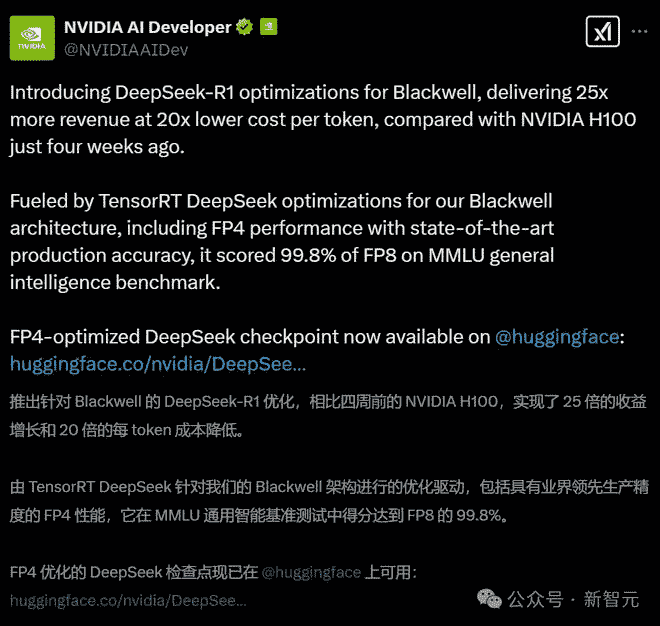 NVIDIA AI Developer
NVIDIA
@NVIDIAAIDev
Introducing DeepSeek-R1 optimizations for Blackwell, delivering 25x
more revenue at 20x lower cost per token, compared with NVIDIA H100
just four weeks ago.
Fueled by TensorRT DeepSeek optimizations for our Blackwell
architecture, including FP4 performance with state-of-the-art
production accuracy, it scored 99.8% of FP8 on MMLU general
intelligence benchmark.
FP4-optimized DeepSeek checkpoint now available on @huggingface:
huggingface.co/nvidia/DeepSee...
推出针对 Blackwell 的 DeepSeek-R1 优化，相比四周前的 NVIDIA H100，实现了 25 倍的收益
增长和 20 倍的每 token 成本降低。
由 TensorRT DeepSeek 针对我们的 Blackwell 架构进行的优化驱动，包括具有业界领先生产精
度的 FP4 性能，它在 MMLU 通用智能基准测试中得分达到 FP8 的 99.8%。
FP4 优化的 DeepSeek 检查点现已在 @huggingface 上可用：
huggingface.co/nvidia/DeepSee...
公众号 · 新智元